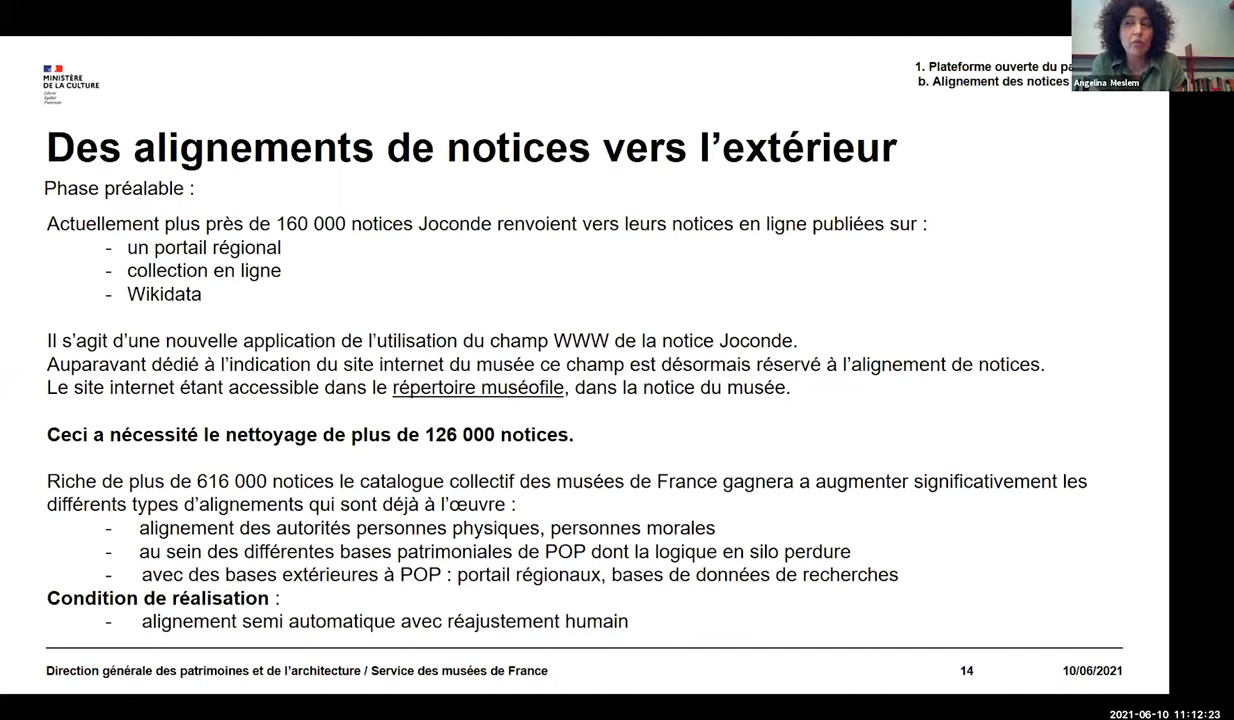 MINISTÈRE
DE LA CULTURE
Liberté
Égalité
Fraternité
1. Plateforme ouverte du
b. Alignement des notices
Angelina Meslem
Des alignements de notices vers l’extérieur
Phase préalable :
Actuellement plus près de 160 000 notices Joconde renvoient vers leurs notices en ligne publiées sur :
- un portail régional
- collection en ligne
- Wikidata
Il s’agit d’une nouvelle application de l’utilisation du champ WWW de la notice Joconde.
Auparavant dédié à l’indication du site internet du musée ce champ est désormais réservé à l’alignement de notices.
Le site internet étant accessible dans le répertoire muséofile, dans la notice du musée.
Ceci a nécessité le nettoyage de plus de 126 000 notices.
Riche de plus de 616 000 notices le catalogue collectif des musées de France gagnera a augmenter significativement les
différents types d’alignements qui sont déjà à l’œuvre :
- alignement des autorités personnes physiques, personnes morales
- au sein des différentes bases patrimoniales de POP dont la logique en silo perdure
- avec des bases extérieures à POP : portail régionaux, bases de données de recherches
Condition de réalisation :
- alignement semi automatique avec réajustement humain
Direction générale des patrimoines et de l’architecture / Service des musées de France
14
10/06/2021
2021-06-10 11:12:23